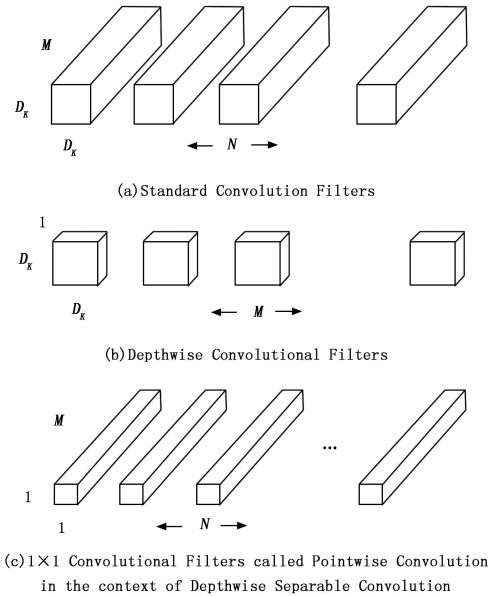 M
D_K
D_K
N
(a)Standard Convolution Filters
1
D_K
D_K
M
(b)Depthwise Convolutional Filters
M
...
1
1
N
(c)1×1 Convolutional Filters called Pointwise Convolution
in the context of Depthwise Separable Convolution